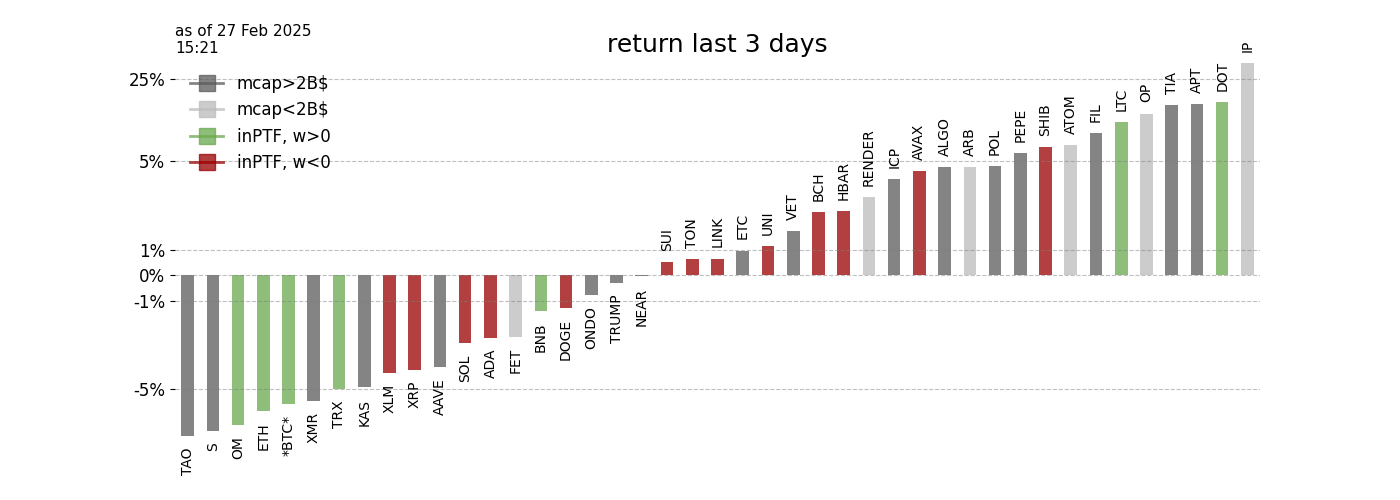 as of 27 Feb 2025
15:21
return last 3 days
25%
5%
1%
0%
-1%
-5%
mcap>2B$
mcap<2B$
inPTF, w>0
inPTF, w<0
TAO
S
OM
ETH
*BTC*
XMR
TRX
KAS
XLM
XRP
AAVE
SOL
ADA
FET
BNB
DOGE
ONDO
TRUMP
NEAR
SUI
TON
LINK
ETC
UNI
VET
BCH
HBAR
RENDER
ICP
AVAX
ALGO
ARB
POL
PEPE
SHIB
ATOM
FIL
LTC
OP
TIA
APT
DOT
IP